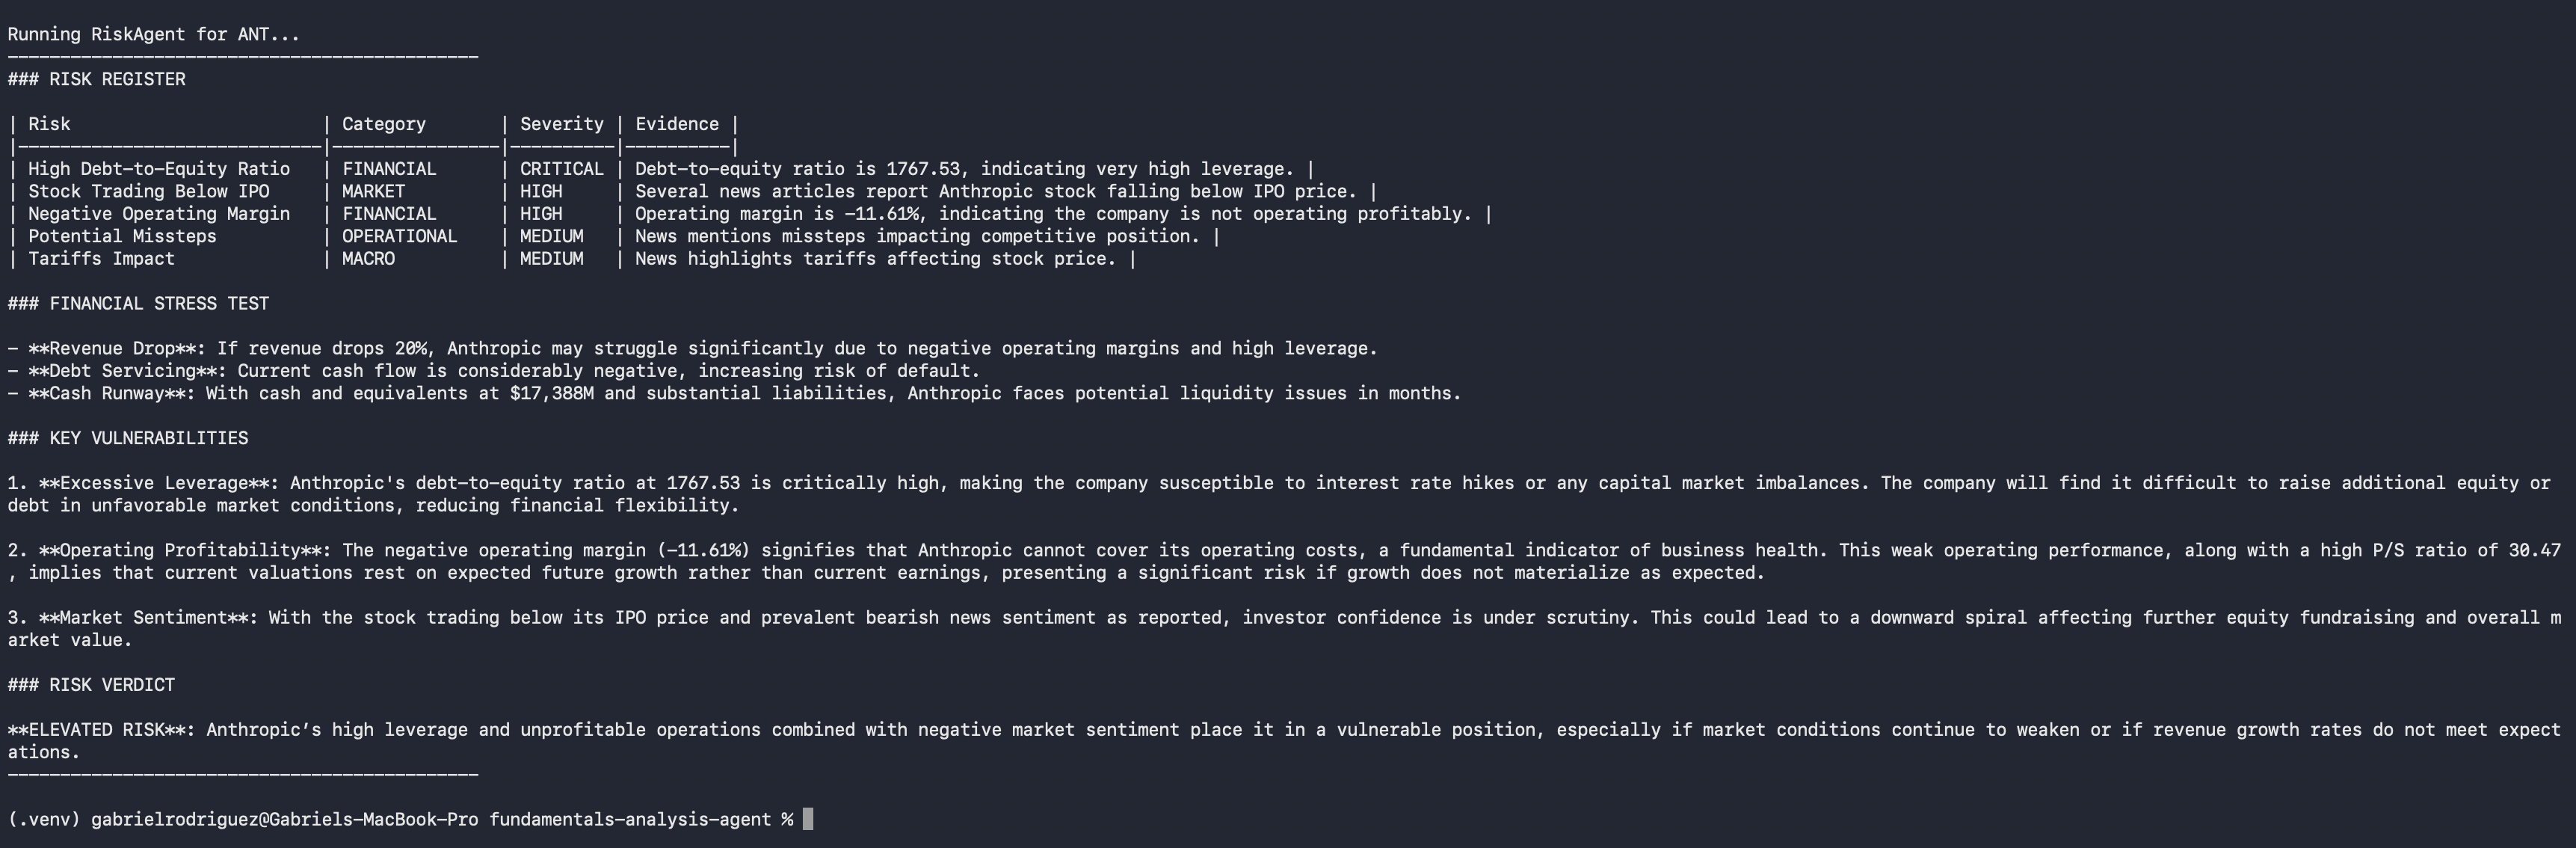 Running RiskAgent for ANT...
─────────────────────────────────────────────
### RISK REGISTER
| Risk                        | Category       | Severity | Evidence |
|-----------------------------|----------------|----------|----------|
| High Debt-to-Equity Ratio   | FINANCIAL      | CRITICAL | Debt-to-equity ratio is 1767.53, indicating very high leverage. |
| Stock Trading Below IPO     | MARKET         | HIGH     | Several news articles report Anthropic stock falling below IPO price. |
| Negative Operating Margin   | FINANCIAL      | HIGH     | Operating margin is -11.61%, indicating the company is not operating profitably. |
| Potential Missteps          | OPERATIONAL    | MEDIUM   | News mentions missteps impacting competitive position. |
| Tariffs Impact              | MACRO          | MEDIUM   | News highlights tariffs affecting stock price. |
### FINANCIAL STRESS TEST
- **Revenue Drop**: If revenue drops 20%, Anthropic may struggle significantly due to negative operating margins and high leverage.
- **Debt Servicing**: Current cash flow is considerably negative, increasing risk of default.
- **Cash Runway**: With cash and equivalents at $17,388M and substantial liabilities, Anthropic faces potential liquidity issues in months.
### KEY VULNERABILITIES
1. **Excessive Leverage**: Anthropic's debt-to-equity ratio at 1767.53 is critically high, making the company susceptible to interest rate hikes or any capital market imbalances. The company will find it difficult to raise additional equity or
debt in unfavorable market conditions, reducing financial flexibility.
2. **Operating Profitability**: The negative operating margin (-11.61%) signifies that Anthropic cannot cover its operating costs, a fundamental indicator of business health. This weak operating performance, along with a high P/S ratio of 30.47
, implies that current valuations rest on expected future growth rather than current earnings, presenting a significant risk if growth does not materialize as expected.
3. **Market Sentiment**: With the stock trading below its IPO price and prevalent bearish news sentiment as reported, investor confidence is under scrutiny. This could lead to a downward spiral affecting further equity fundraising and overall m
arket value.
### RISK VERDICT
**ELEVATED RISK**: Anthropic’s high leverage and unprofitable operations combined with negative market sentiment place it in a vulnerable position, especially if market conditions continue to weaken or if revenue growth rates do not meet expect
ations.
─────────────────────────────────────────────
(.venv) gabrielrodriguez@Gabriels-MacBook-Pro fundamentals-analysis-agent %